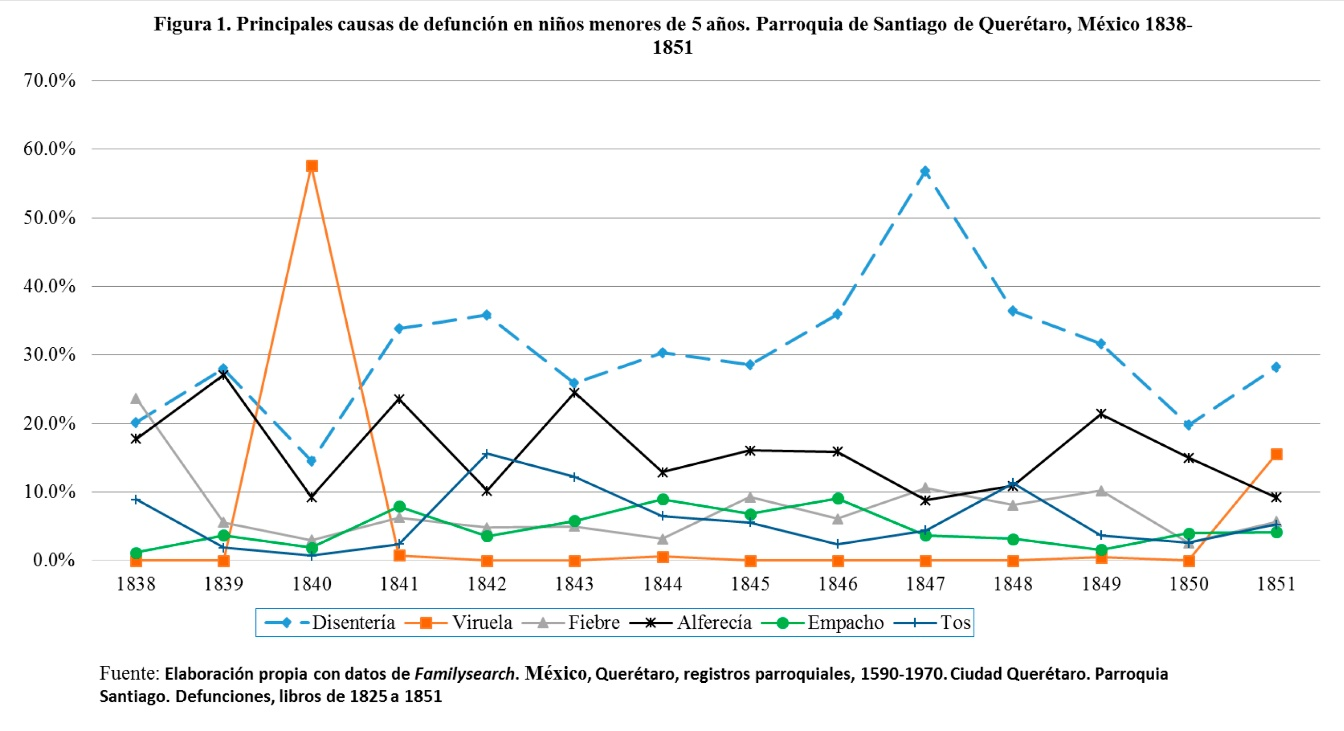 Figura 1. Principales causas de defunción en niños menores de 5 años. Parroquia de Santiago de Querétaro, México 1838-
1851
70.0%
60.0%
50.0%
40.0%
30.0%
20.0%
10.0%
0.0%
1838 1839 1840 1841 1842 1843 1844 1845 1846 1847 1848 1849 1850 1851
Disentería Viruela Fiebre Alferecía Empacho Tos
Fuente: Elaboración propia con datos de Familysearch. México, Querétaro, registros parroquiales, 1590-1970. Ciudad Querétaro. Parroquia
Santiago. Defunciones, libros de 1825 a 1851